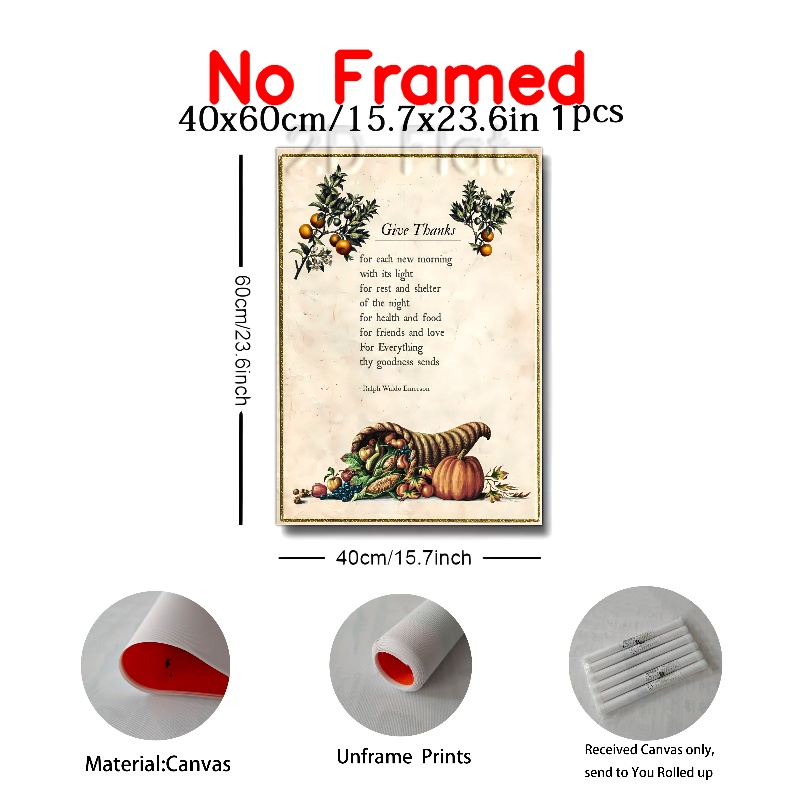 No Framed
40x60cm/15.7x23.6in 1pcs
2D Flat
60cm/23.6inch
Give Thanks
for each new morning
with its light
for rest and shelter
of the night
for health and food
for friends and love
For Everything
thy goodness sends
-Ralph Waldo Emerson
40cm/15.7inch
Material:Canvas
Unframe Prints
Received Canvas only,
send to You Rolled up